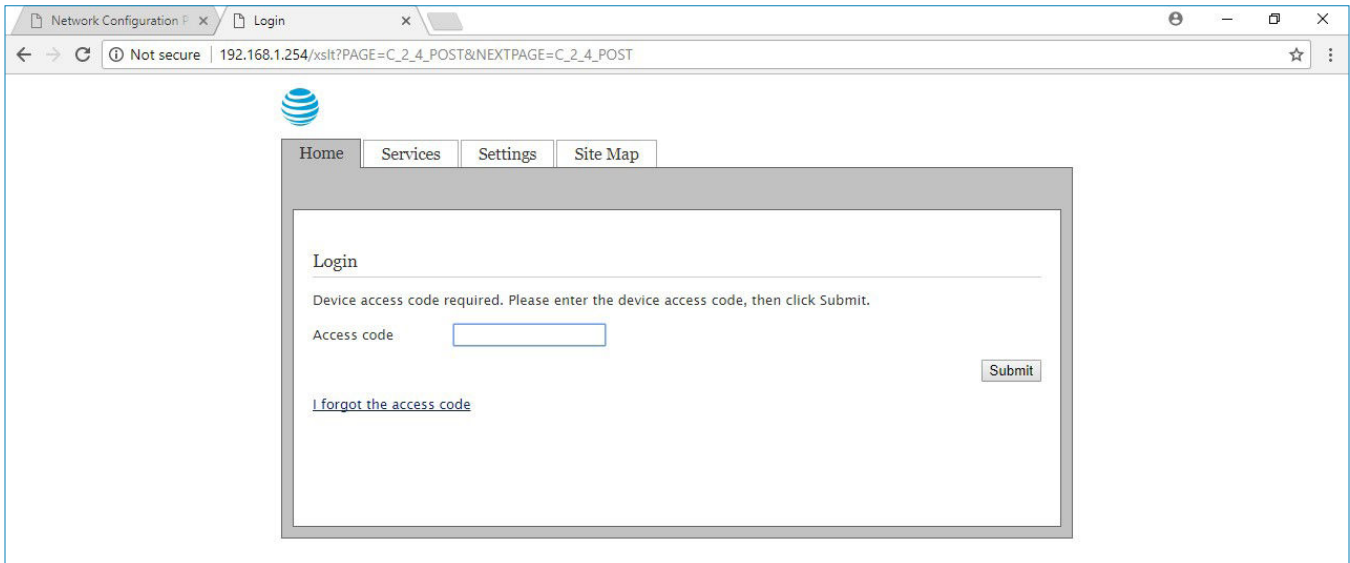 Network Configuration P
Login
Not secure | 192.168.1.254/xslt?PAGE=C_2_4_POST&NEXTPAGE=C_2_4_POST
Home Services Settings Site Map
Login
Device access code required. Please enter the device access code, then click Submit.
Access code
Submit
I forgot the access code